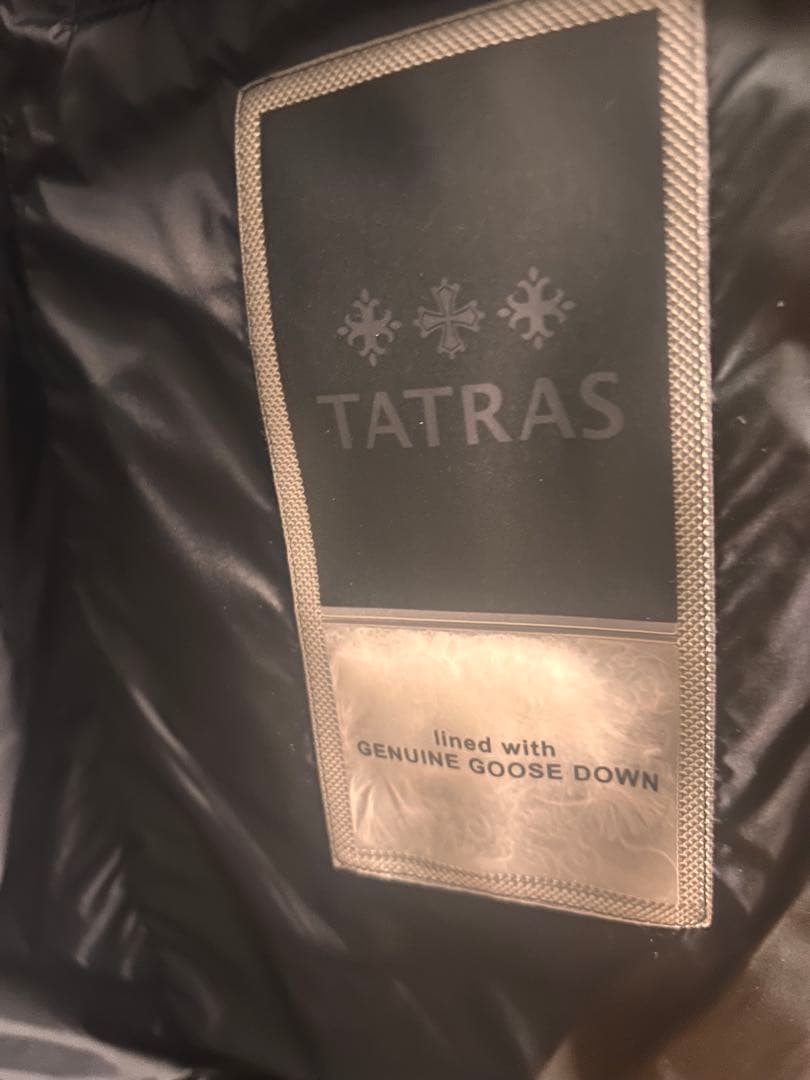 TATRAS
lined with
GENUINE GOOSE DOWN